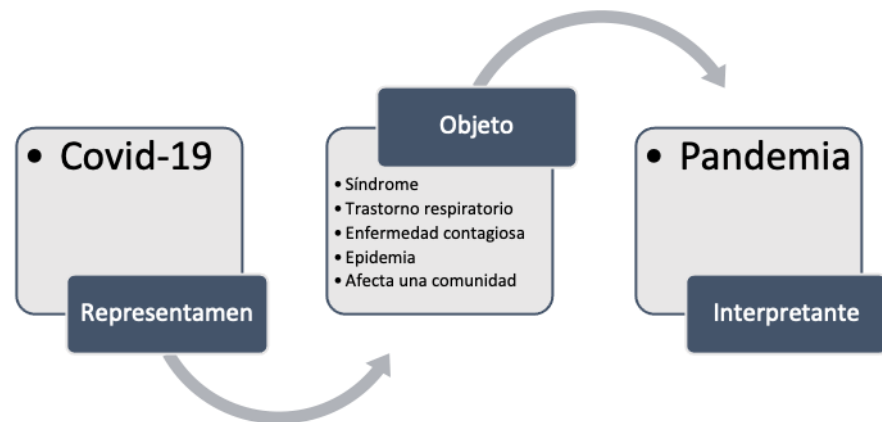 • Covid-19
Representamen
Objeto
• Síndrome
• Trastorno respiratorio
• Enfermedad contagiosa
• Epidemia
• Afecta una comunidad
• Pandemia
Interpretante